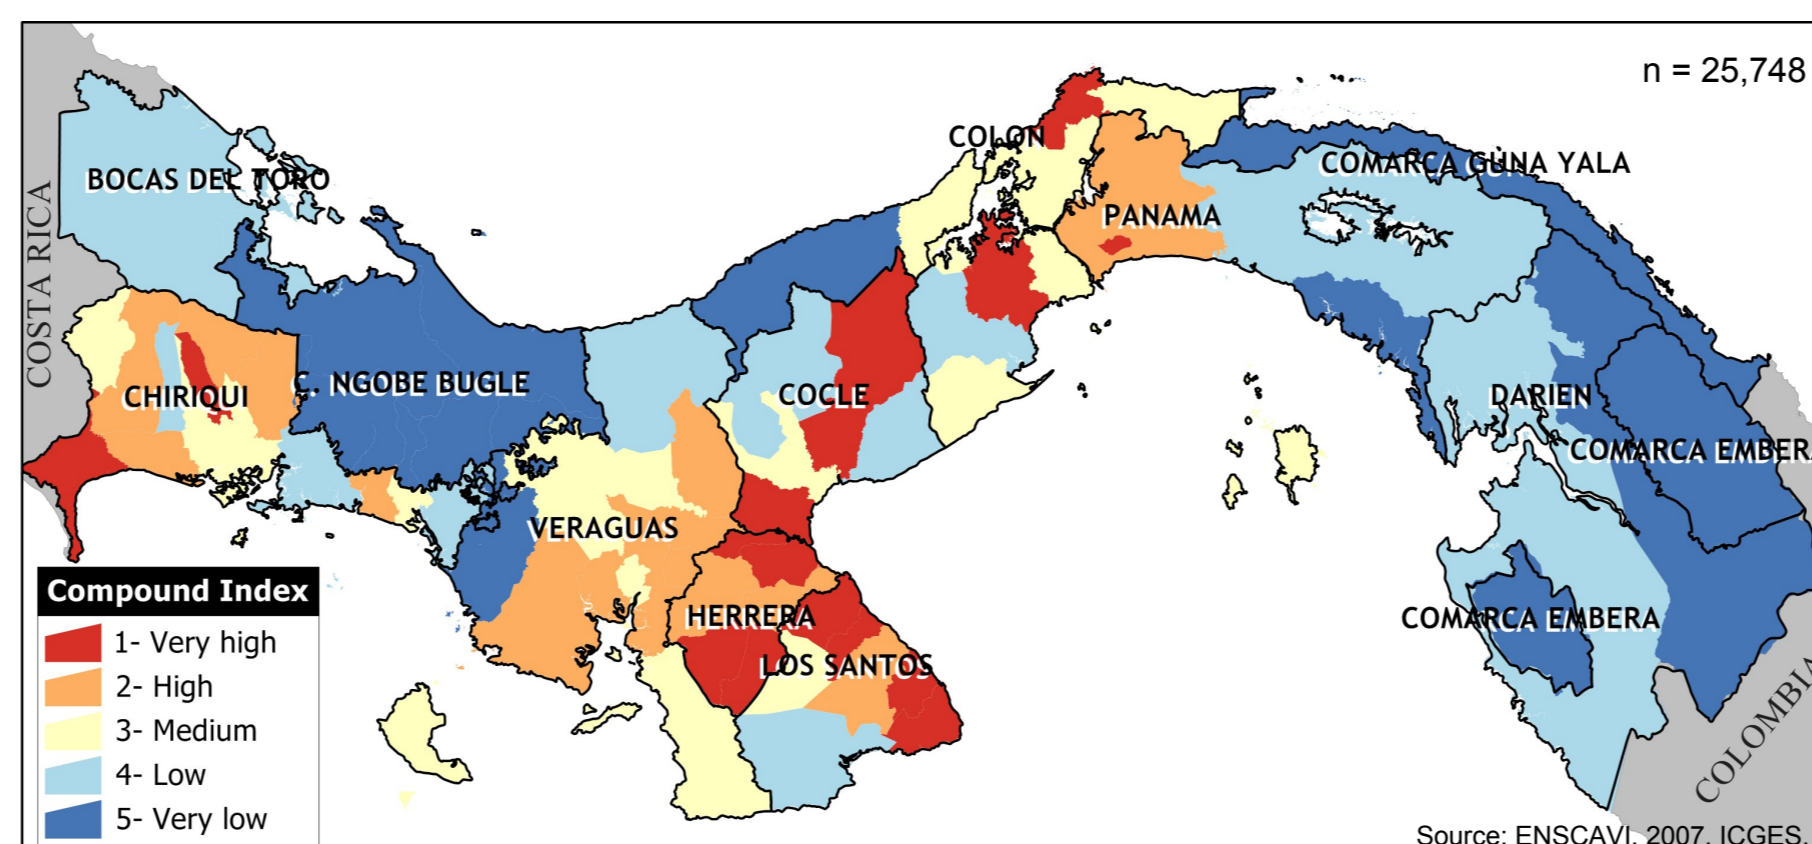 n = 25,748
COLON
COMARCA GUNA YALA
BOCAS DEL TORO
PANAMA
COSTA RICA
C. NGOBE BUGLE
CHIRIQUI
COCLE
DARIEN
COMARCA EMBERA
VERAGUAS
HERRERA
COMARCA EMBERA
LOS SANTOS
COLOMBIA
Compound Index
1- Very high
2- High
3- Medium
4- Low
5- Very low
Source: ENSCAVI, 2007, ICGES.